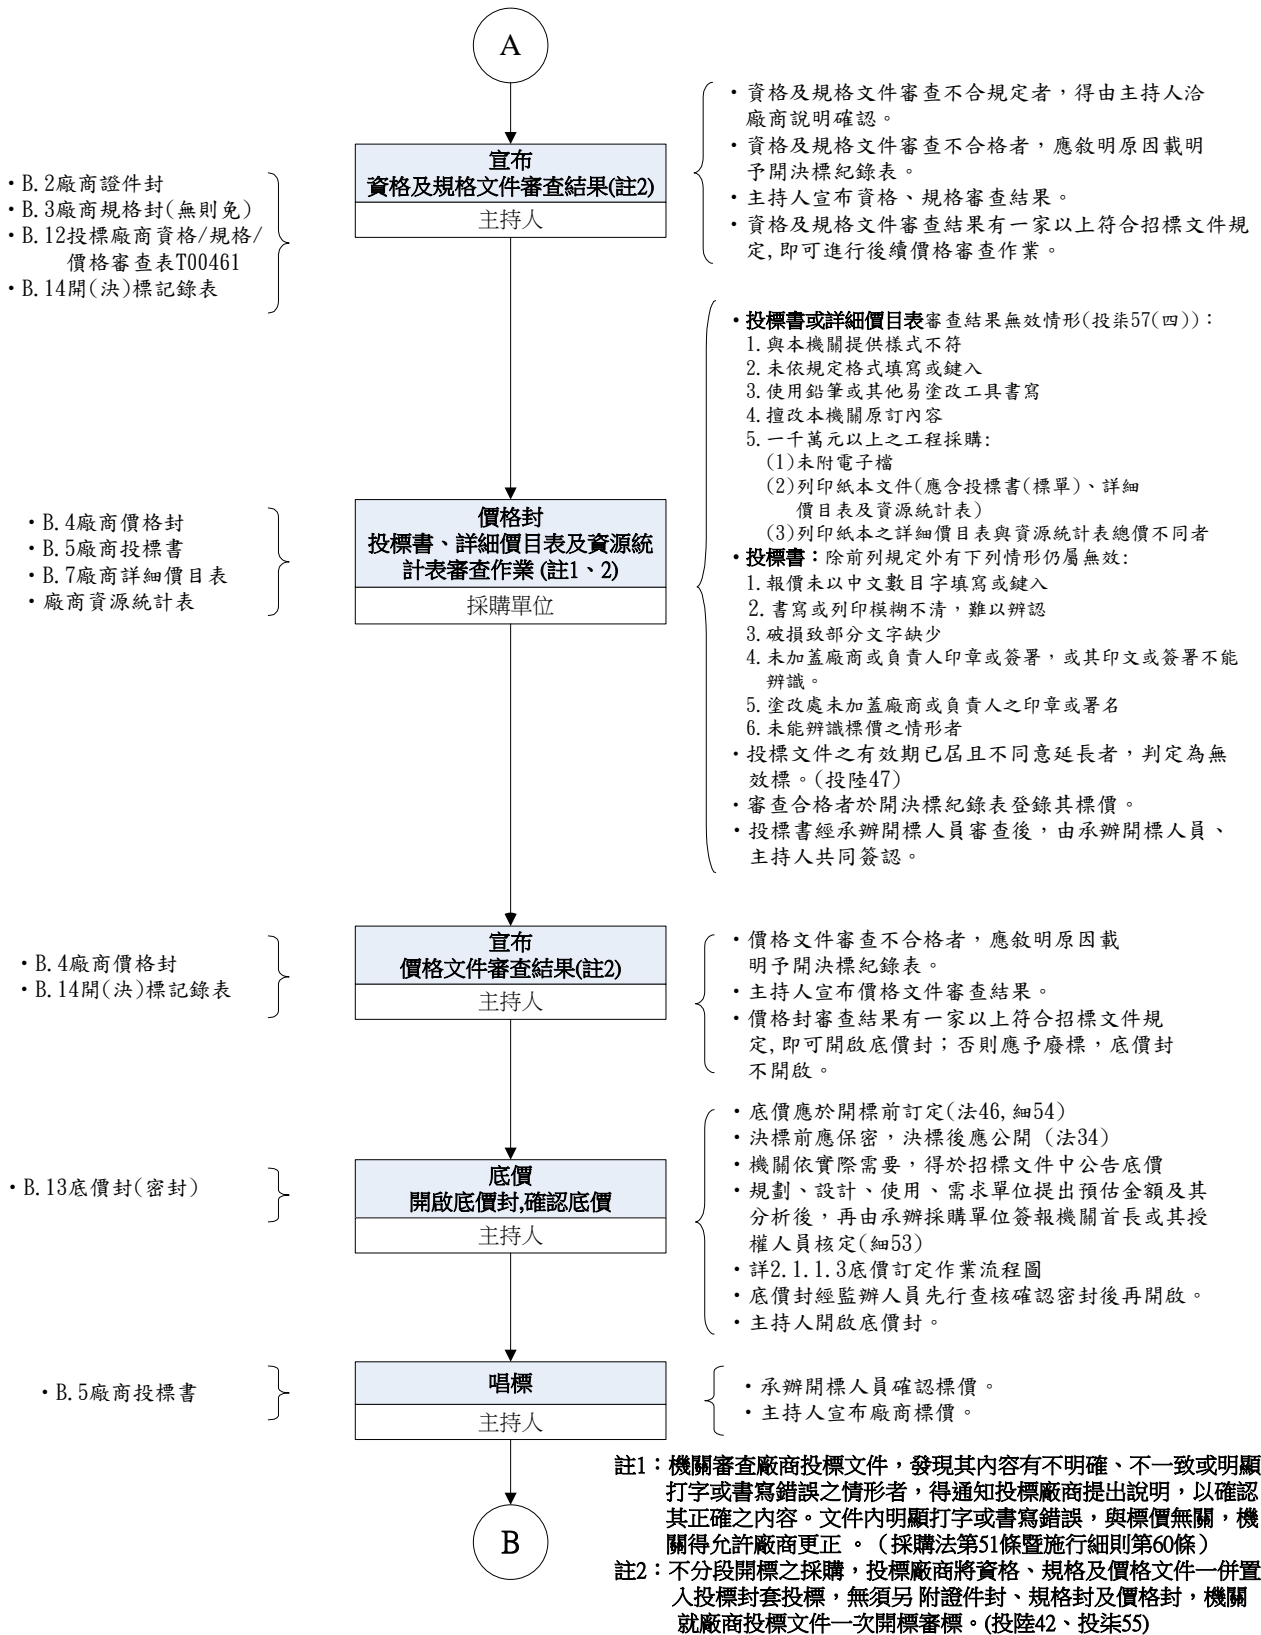 A
宣布
資格及規格文件審查結果(註2)
主持人
・B.2廠商證件封
・B.3廠商規格封(無則免)
・B.12投標廠商資格/規格/
價格審查表T00461
・B.14開(決)標記錄表
・資格及規格文件審查不合規定者，得由主持人洽
廠商說明確認。
・資格及規格文件審查不合格者，應敘明原因載明
予開決標紀錄表。
・主持人宣布資格、規格審查結果。
・資格及規格文件審查結果有一家以上符合招標文件規
定,即可進行後續價格審查作業。
價格封
投標書、詳細價目表及資源統
計表審查作業 (註1、2)
採購單位
・B.4廠商價格封
・B.5廠商投標書
・B.7廠商詳細價目表
・廠商資源統計表
・投標書或詳細價目表審查結果無效情形(投柒57(四))：
1.與本機關提供樣式不符
2.未依規定格式填寫或鍵入
3.使用鉛筆或其他易塗改工具書寫
4.擅改本機關原訂內容
5.一千萬元以上之工程採購:
(1)未附電子檔
(2)列印紙本文件(應含投標書(標單)、詳細
價目表及資源統計表)
(3)列印紙本之詳細價目表與資源統計表總價不同者
・投標書：除前列規定外有下列情形仍屬無效:
1.報價未以中文數目字填寫或鍵入
2.書寫或列印模糊不清，難以辨認
3.破損致部分文字缺少
4.未加蓋廠商或負責人印章或簽署，或其印文或簽署不能
辨識。
5.塗改處未加蓋廠商或負責人之印章或署名
6.未能辨識標價之情形者
・投標文件之有效期已屆且不同意延長者，判定為無
效標。(投陸47)
・審查合格者於開決標紀錄表登錄其標價。
・投標書經承辦開標人員審查後，由承辦開標人員、
主持人共同簽認。
宣布
價格文件審查結果(註2)
主持人
・B.4廠商價格封
・B.14開(決)標記錄表
・價格文件審查不合格者，應敘明原因載
明予開決標紀錄表。
・主持人宣布價格文件審查結果。
・價格封審查結果有一家以上符合招標文件規
定,即可開啟底價封；否則應予廢標，底價封
不開啟。
底價
開啟底價封,確認底價
主持人
・B.13底價封(密封)
・底價應於開標前訂定(法46,細54)
・決標前應保密，決標後應公開 (法34)
・機關依實際需要，得於招標文件中公告底價
・規劃、設計、使用、需求單位提出預估金額及其
分析後，再由承辦採購單位簽報機關首長或其授
權人員核定(細53)
・詳2.1.1.3底價訂定作業流程圖
・底價封經監辦人員先行查核確認密封後再開啟。
・主持人開啟底價封。
唱標
主持人
・B.5廠商投標書
・承辦開標人員確認標價。
・主持人宣布廠商標價。
B
註1：機關審查廠商投標文件，發現其內容有不明確、不一致或明顯
打字或書寫錯誤之情形者，得通知投標廠商提出說明，以確認
其正確之內容。文件內明顯打字或書寫錯誤，與標價無關，機
關得允許廠商更正 。（採購法第51條暨施行細則第60條）
註2：不分段開標之採購，投標廠商將資格、規格及價格文件一併置
入投標封套投標，無須另 附證件封、規格封及價格封，機關
就廠商投標文件一次開標審標。(投陸42、投柒55)